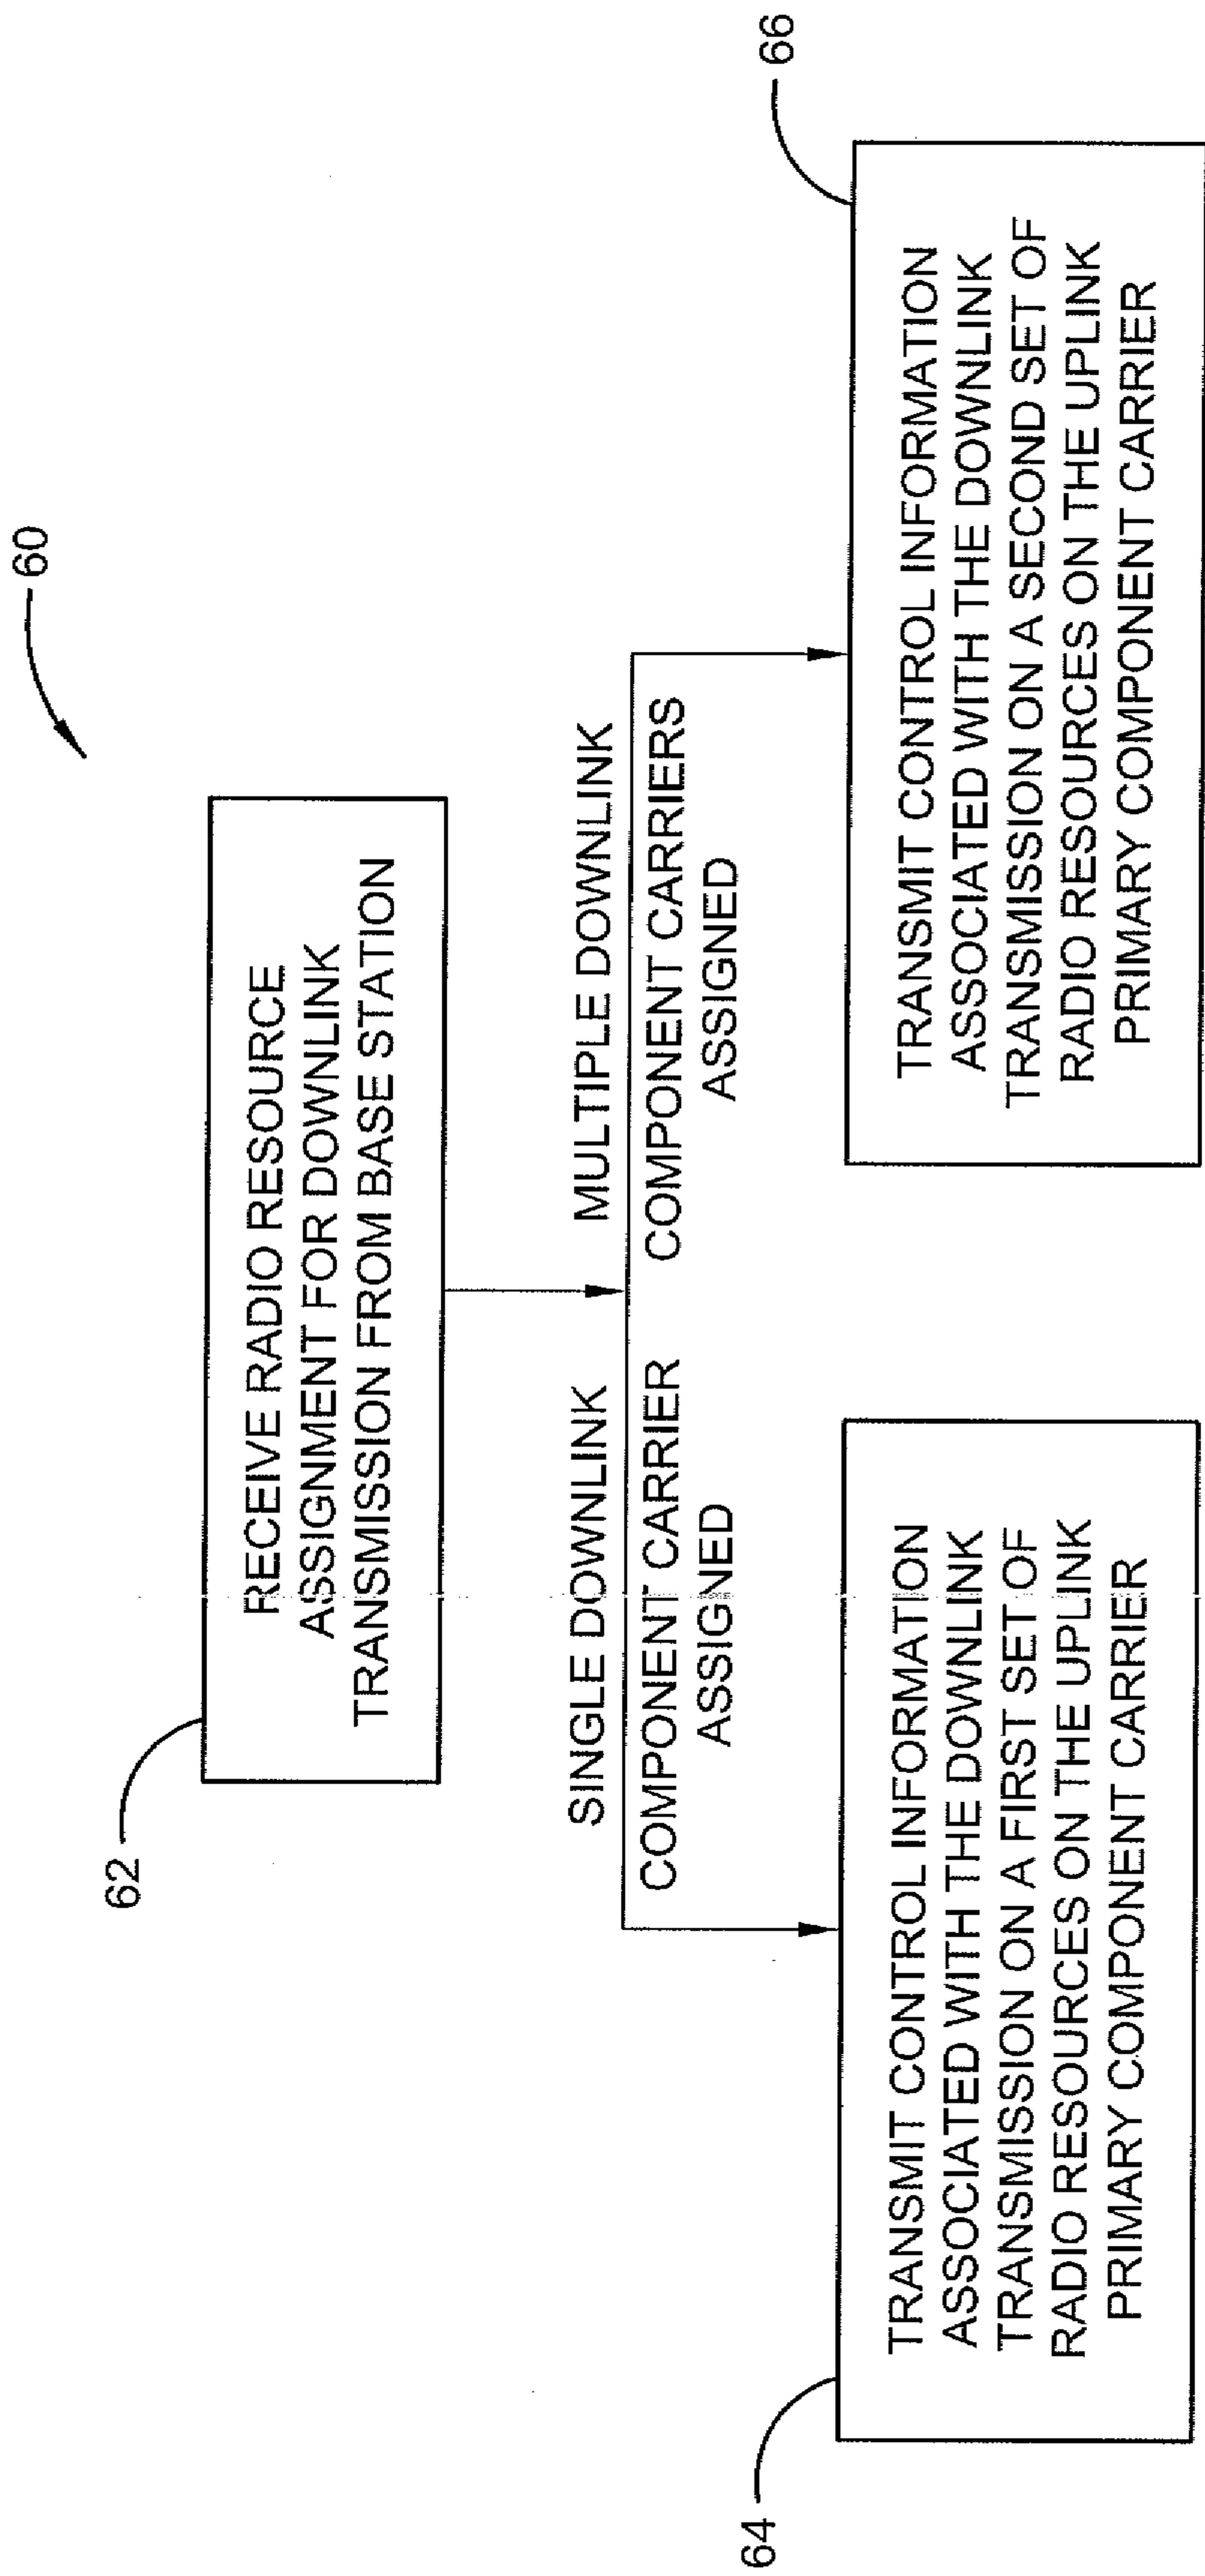 60
62
RECEIVE RADIO RESOURCE
ASSIGNMENT FOR DOWNLINK
TRANSMISSION FROM BASE STATION
SINGLE DOWNLINK
COMPONENT CARRIER
ASSIGNED
MULTIPLE DOWNLINK
COMPONENT CARRIERS
ASSIGNED
64
TRANSMIT CONTROL INFORMATION
ASSOCIATED WITH THE DOWNLINK
TRANSMISSION ON A FIRST SET OF
RADIO RESOURCES ON THE UPLINK
PRIMARY COMPONENT CARRIER
66
TRANSMIT CONTROL INFORMATION
ASSOCIATED WITH THE DOWNLINK
TRANSMISSION ON A SECOND SET OF
RADIO RESOURCES ON THE UPLINK
PRIMARY COMPONENT CARRIER